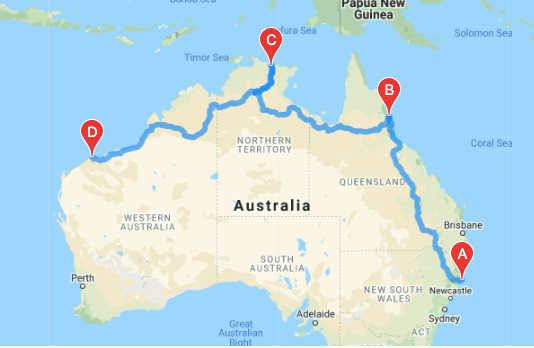 Banda Sea
Papua New
Guinea
C
fura Sea
Solomon Sea
Timor Sea
B
D
Coral Sea
NORTHERN
TERRITORY
QUEENSLAND
Australia
WESTERN
AUSTRALIA
Brisbane
A
SOUTH
AUSTRALIA
Perth
NEW SOUTH
WALES
Newcastle
Adelaide
Sydney
Great
Australian
Bight
ACT